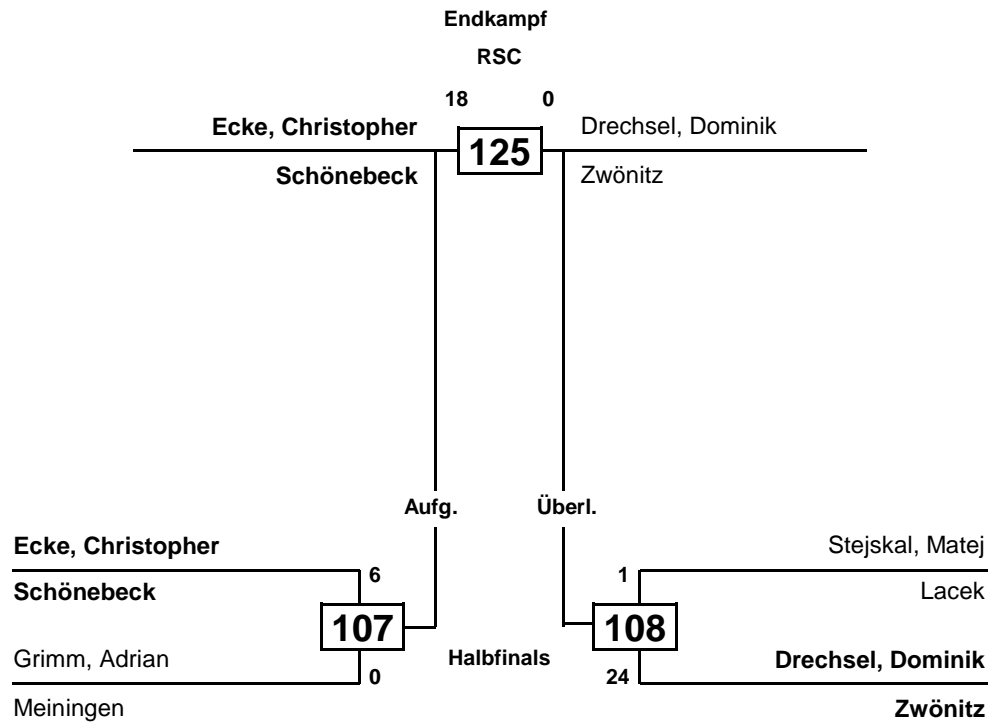 Endkampf
RSC
18 0
Ecke, Christopher Drechsel, Dominik
125
Schönebeck Zwönitz
Aufg. Überl.
Ecke, Christopher Stejskal, Matej
6 1
Schönebeck Lacek
107 108
Grimm, Adrian Halbfinals Drechsel, Dominik
0 24
Meiningen Zwönitz